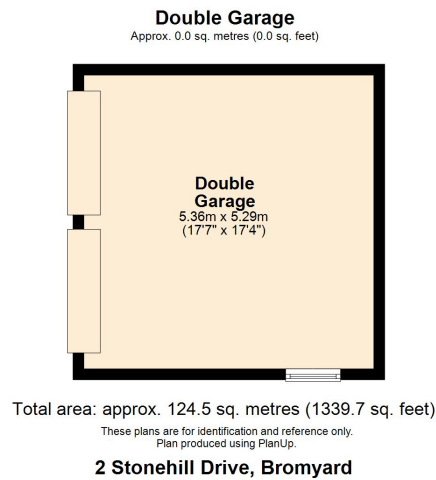 Double Garage
Approx. 0.0 sq. metres (0.0 sq. feet)
Double
Garage
5.36m x 5.29m
(17'7" x 17'4")
Total area: approx. 124.5 sq. metres (1339.7 sq. feet)
These plans are for identification and reference only.
Plan produced using PlanUp.
2 Stonehill Drive, Bromyard